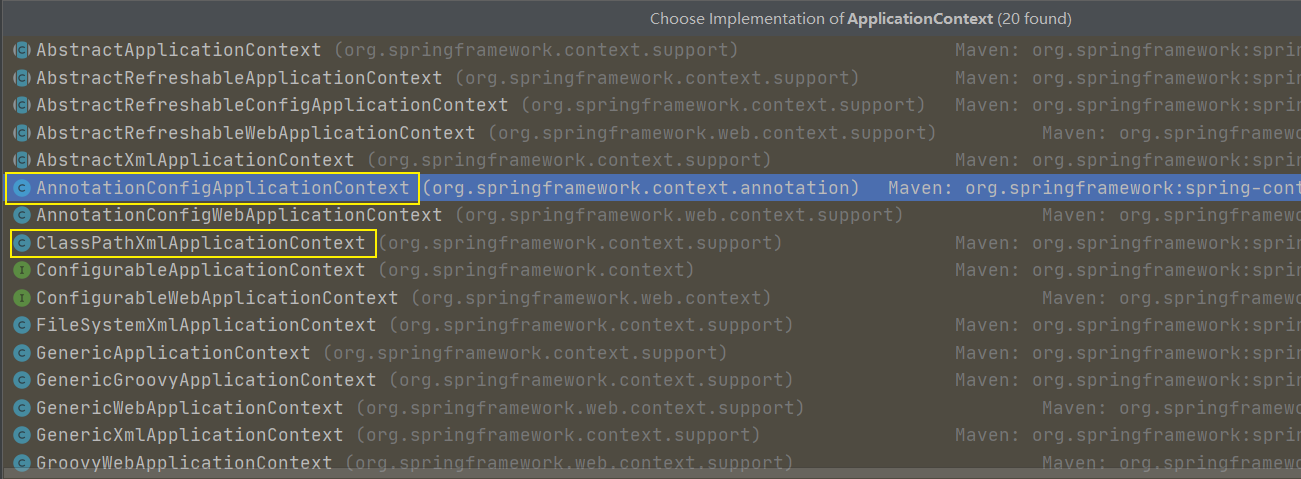 Choose Implementation of ApplicationContext (20 found)
AbstractApplicationContext (org.springframework.context.support) Maven: org.springframework:sprin
AbstractRefreshableApplicationContext (org.springframework.context.support) Maven: org.springframework:sprin
AbstractRefreshableConfigApplicationContext (org.springframework.context.support) Maven: org.springframework:sprin
AbstractRefreshableWebApplicationContext (org.springframework.web.context.support) Maven: org.springframewo
AbstractXmlApplicationContext (org.springframework.context.support) Maven: org.springframework:sprin
AnnotationConfigApplicationContext (org.springframework.context.annotation) Maven: org.springframework:spring-cont
AnnotationConfigWebApplicationContext (org.springframework.web.context.support) Maven: org.springframewo
ClassPathXmlApplicationContext (org.springframework.context.support) Maven: org.springframework:sprin
ConfigurableApplicationContext (org.springframework.context) Maven: org.springframework:sprin
ConfigurableWebApplicationContext (org.springframework.web.context) Maven: org.springframewo
FileSystemXmlApplicationContext (org.springframework.context.support) Maven: org.springframework:sprin
GenericApplicationContext (org.springframework.context.support) Maven: org.springframework:sprin
GenericGroovyApplicationContext (org.springframework.context.support) Maven: org.springframework:sprin
GenericWebApplicationContext (org.springframework.web.context.support) Maven: org.springframewo
GenericXmlApplicationContext (org.springframework.context.support) Maven: org.springframework:sprin
GroovyWebApplicationContext (org.springframework.web.context.support) Maven: org.springframewo